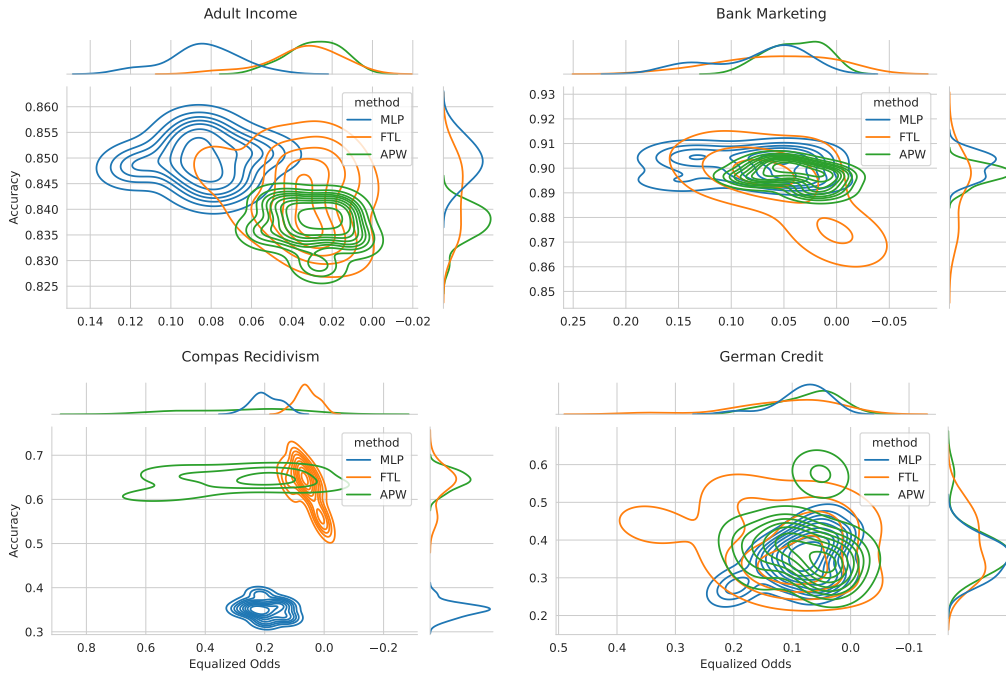 Adult Income
method
MLP
FTL
APW
0.860
0.855
0.850
0.845
0.840
0.835
0.830
0.825
Accuracy
0.14 0.12 0.10 0.08 0.06 0.04 0.02 0.00 −0.02
Bank Marketing
method
MLP
FTL
APW
0.93
0.92
0.91
0.90
0.89
0.88
0.87
0.86
0.85
0.25 0.20 0.15 0.10 0.05 0.00 −0.05
Compas Recidivism
method
MLP
FTL
APW
0.7
0.6
0.5
0.4
0.3
Accuracy
0.8 0.6 0.4 0.2 0.0 −0.2
Equalized Odds
German Credit
method
MLP
FTL
APW
0.6
0.5
0.4
0.3
0.2
0.5 0.4 0.3 0.2 0.1 0.0 −0.1
Equalized Odds